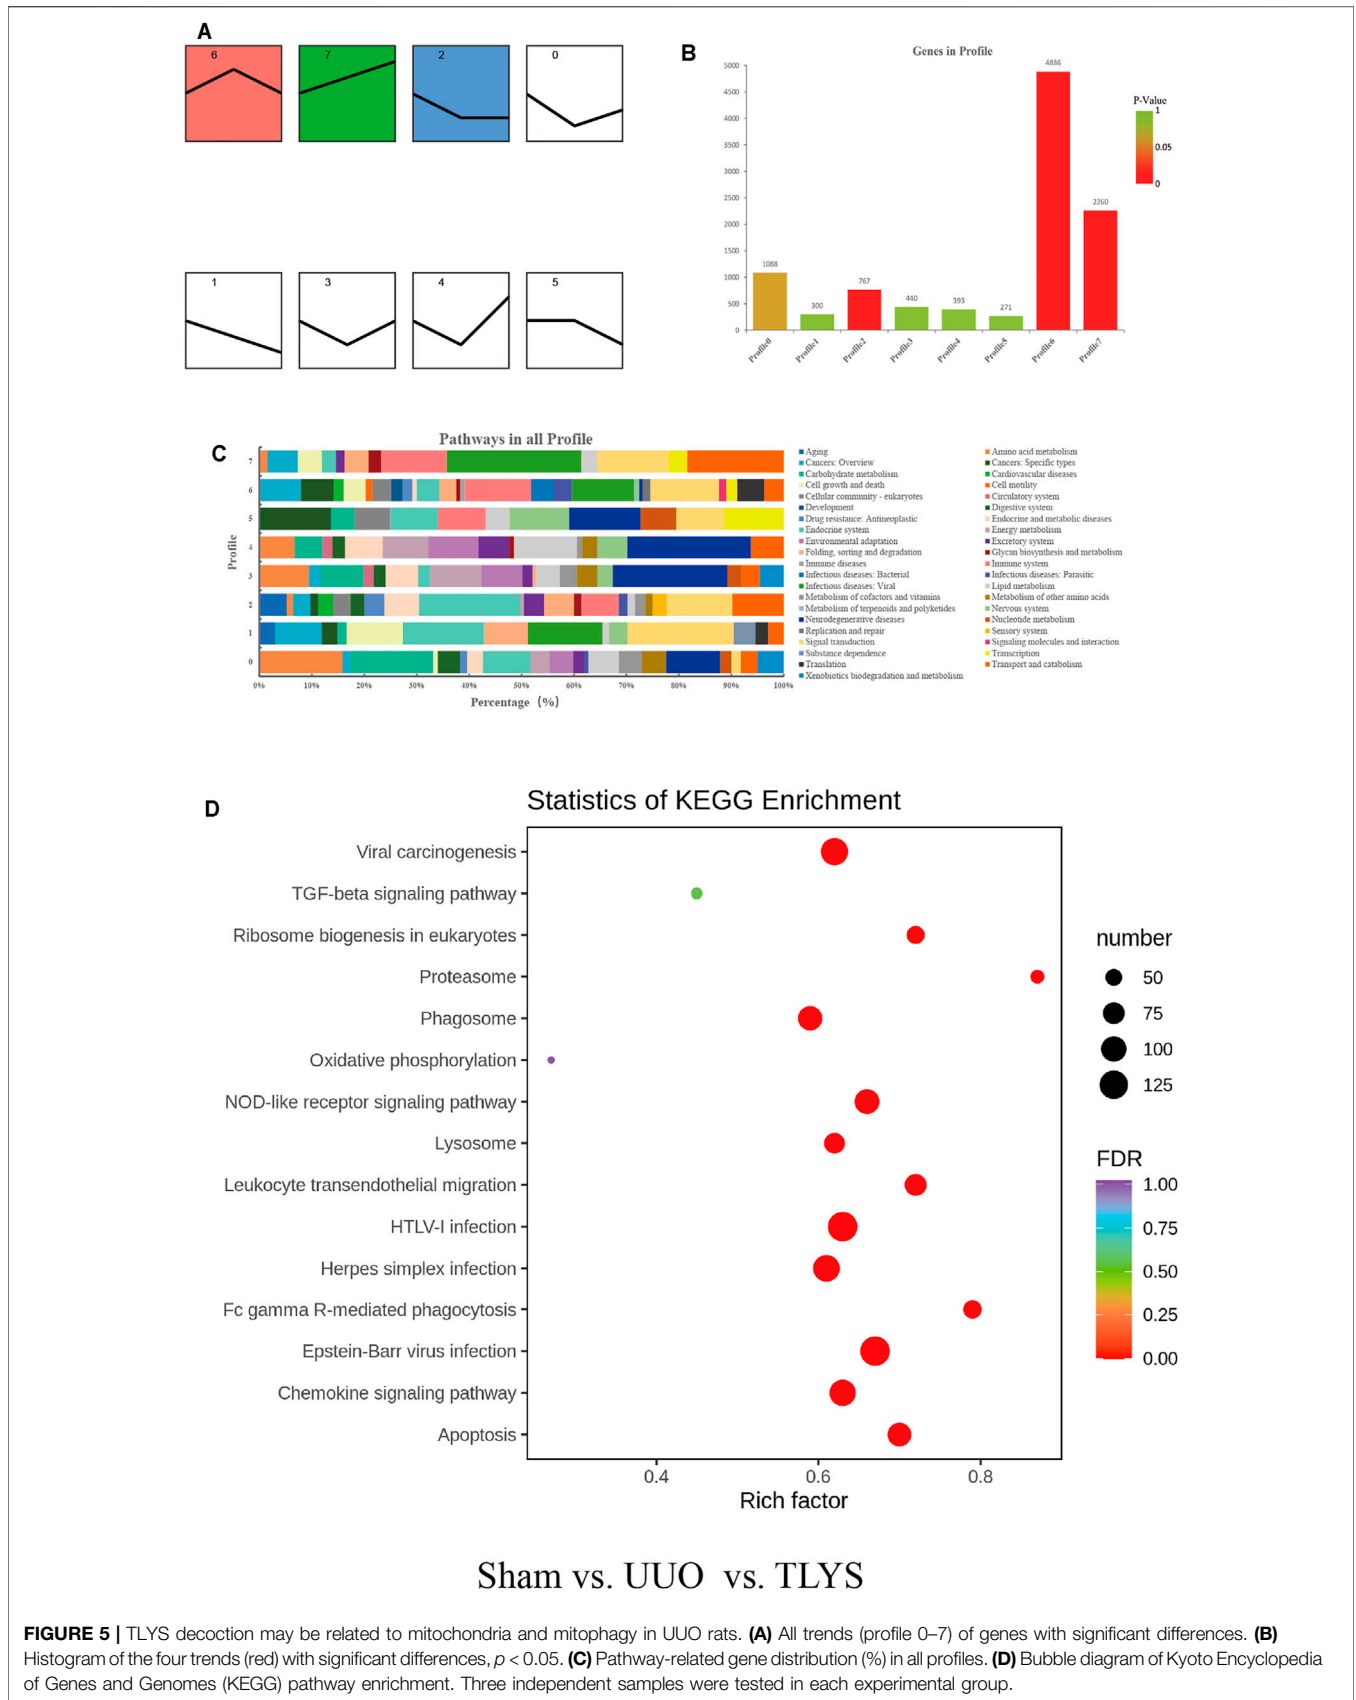 A
6
7
2
0
1
3
4
5
B
Genes in Profile
5000
4500
4000
3500
3000
2500
2000
1500
1000
500
0
1088
300
767
440
393
271
4886
2260
Profile0
Profile1
Profile2
Profile3
Profile4
Profile5
Profile6
Profile7
P-Value
1
0.05
0
C
Pathways in all Profile
Profile
7
6
5
4
3
2
1
0
0% 10% 20% 30% 40% 50% 60% 70% 80% 90% 100%
Percentage (%)
Aging
Cancers: Overview
Carbohydrate metabolism
Cell growth and death
Cellular community - eukaryotes
Development
Drug resistance: Antineoplastic
Endocrine system
Environmental adaptation
Folding, sorting and degradation
Immune diseases
Infectious diseases: Bacterial
Infectious diseases: Viral
Metabolism of cofactors and vitamins
Metabolism of terpenoids and polyketides
Neurodegenerative diseases
Replication and repair
Signal transduction
Substance dependence
Translation
Xenobiotics biodegradation and metabolism
Amino acid metabolism
Cancers: Specific types
Cardiovascular diseases
Cell motility
Circulatory system
Digestive system
Endocrine and metabolic diseases
Energy metabolism
Excretory system
Glycan biosynthesis and metabolism
Immune system
Infectious diseases: Parasitic
Lipid metabolism
Metabolism of other amino acids
Nervous system
Nucleotide metabolism
Sensory system
Signaling molecules and interaction
Transcription
Transport and catabolism
D
Statistics of KEGG Enrichment
Viral carcinogenesis
TGF-beta signaling pathway
Ribosome biogenesis in eukaryotes
Proteasome
Phagosome
Oxidative phosphorylation
NOD-like receptor signaling pathway
Lysosome
Leukocyte transendothelial migration
HTLV-I infection
Herpes simplex infection
Fc gamma R-mediated phagocytosis
Epstein-Barr virus infection
Chemokine signaling pathway
Apoptosis
0.4 0.6 0.8
Rich factor
number
50
75
100
125
FDR
1.00
0.75
0.50
0.25
0.00
Sham vs. UUO vs. TLYS
FIGURE 5 | TLYS decoction may be related to mitochondria and mitophagy in UUO rats. (A) All trends (profile 0–7) of genes with significant differences. (B)
Histogram of the four trends (red) with significant differences, p < 0.05. (C) Pathway-related gene distribution (%) in all profiles. (D) Bubble diagram of Kyoto Encyclopedia
of Genes and Genomes (KEGG) pathway enrichment. Three independent samples were tested in each experimental group.